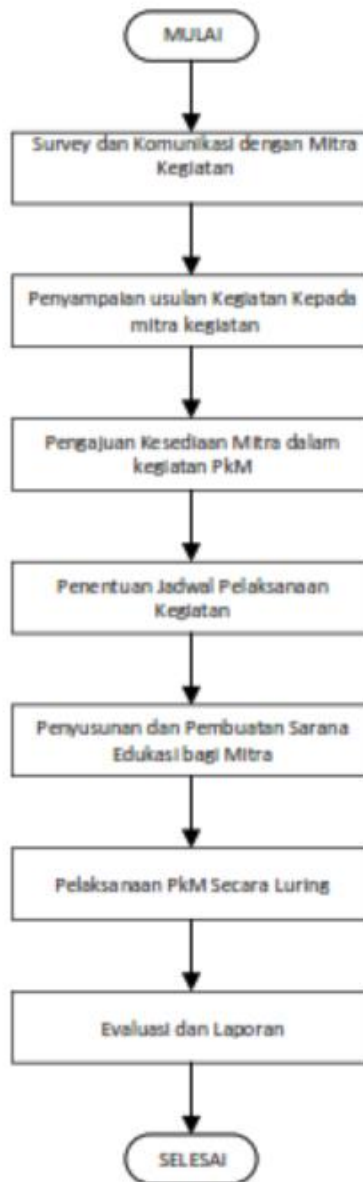 MULAI
Survey dan Komunikasi dengan Mitra
Kegiatan
Penyampaian usulan Kegiatan Kepada
mitra kegiatan
Pengajuan Kesediaan Mitra dalam
kegiatan PkM
Penentuan Jadwal Pelaksanaan
Kegiatan
Penyusunan dan Pembuatan Sarana
Edukasi bagi Mitra
Pelaksanaan PkM Secara Luring
Evaluasi dan Laporan
SELESAI